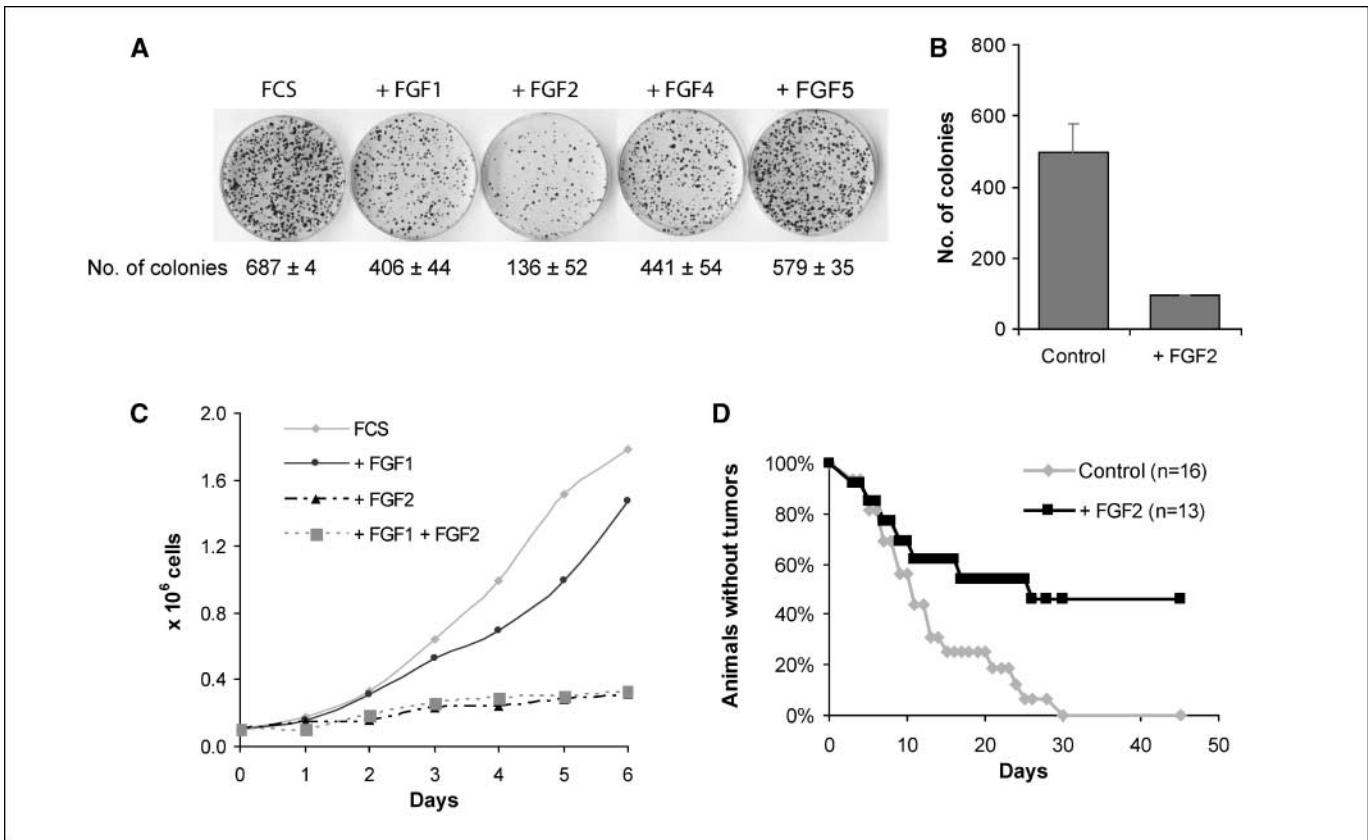 A
FCS + FGF1 + FGF2 + FGF4 + FGF5
No. of colonies 687 ± 4 406 ± 44 136 ± 52 441 ± 54 579 ± 35
B
No. of colonies
800
600
400
200
0
Control + FGF2
C
x 10⁶ cells
2.0
1.6
1.2
0.8
0.4
0.0
FCS
+ FGF1
+ FGF2
+ FGF1 + FGF2
0 1 2 3 4 5 6
Days
D
Animals without tumors
100%
80%
60%
40%
20%
0%
Control (n=16)
+ FGF2 (n=13)
0 10 20 30 40 50
Days